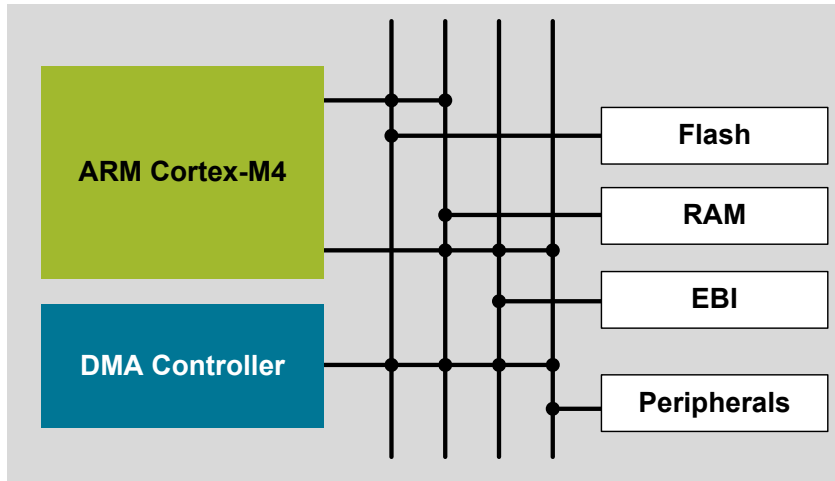 ARM Cortex-M4
DMA Controller
Flash
RAM
EBI
Peripherals